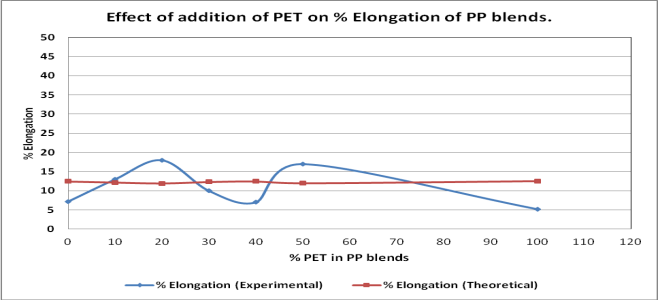 Effect of addition of PET on % Elongation of PP blends.
50
45
40
35
30
25
20
15
10
5
0
% Elongation
0 10 20 30 40 50 60 70 80 90 100 110 120
% PET in PP blends
% Elongation (Experimental) % Elongation (Theoretical)